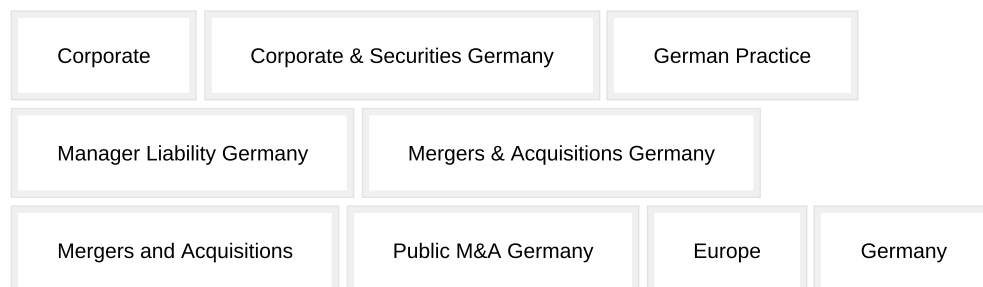 Corporate
Corporate & Securities Germany
German Practice
Manager Liability Germany
Mergers & Acquisitions Germany
Mergers and Acquisitions
Public M&A Germany
Europe
Germany